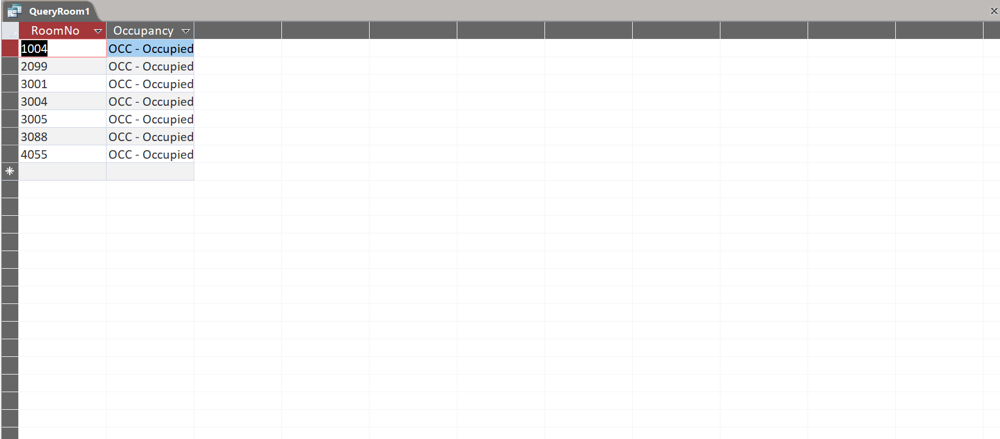 QueryRoom1
RoomNo Occupancy
1004 OCC - Occupied
2099 OCC - Occupied
3001 OCC - Occupied
3004 OCC - Occupied
3005 OCC - Occupied
3088 OCC - Occupied
4055 OCC - Occupied